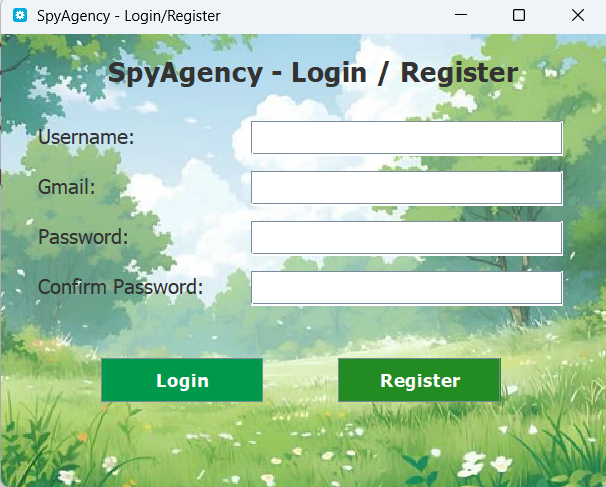 SpyAgency - Login/Register
SpyAgency - Login / Register
Username:
Gmail:
Password:
Confirm Password:
Login Register